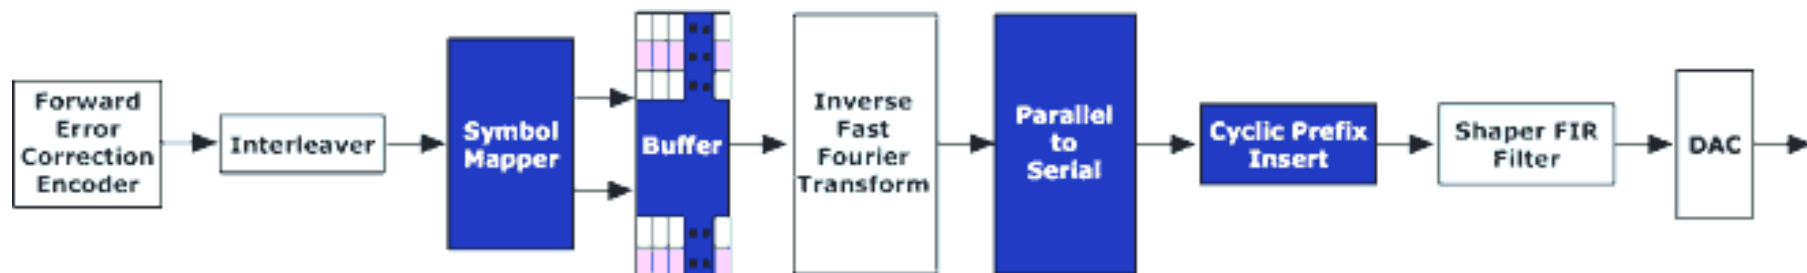 Forward
Error
Correction
Encoder
Interleaver
Symbol
Mapper
Buffer
Inverse
Fast
Fourier
Transform
Parallel
to
Serial
Cyclic Prefix
Insert
Shaper FIR
Filter
DAC